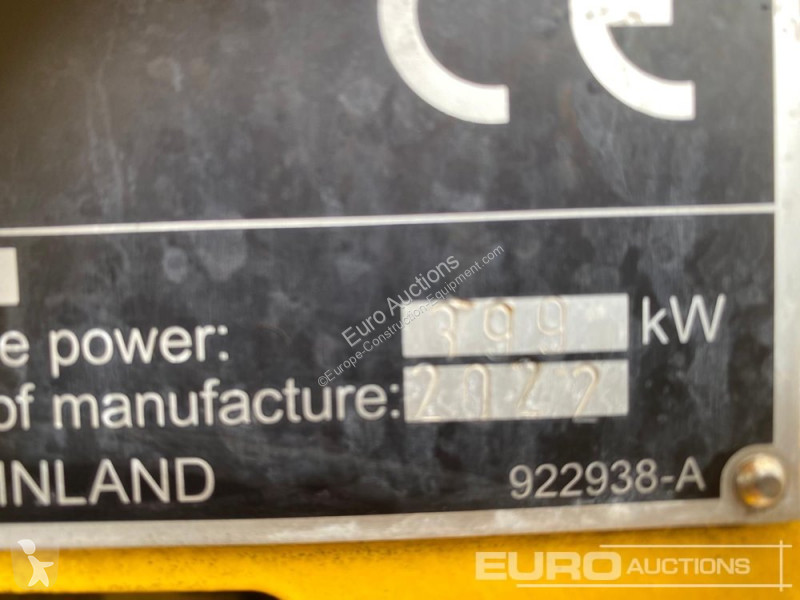 CE
e power: 399 kW
of manufacture: 2022
INLAND 922938-A
Euro Auctions
©Europe-Construction-Equipment.com
EURO AUCTIONS